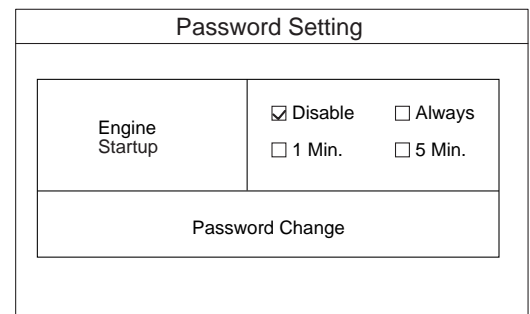 Password Setting
Engine
Startup
Disable
Always
1 Min.
5 Min.
Password Change